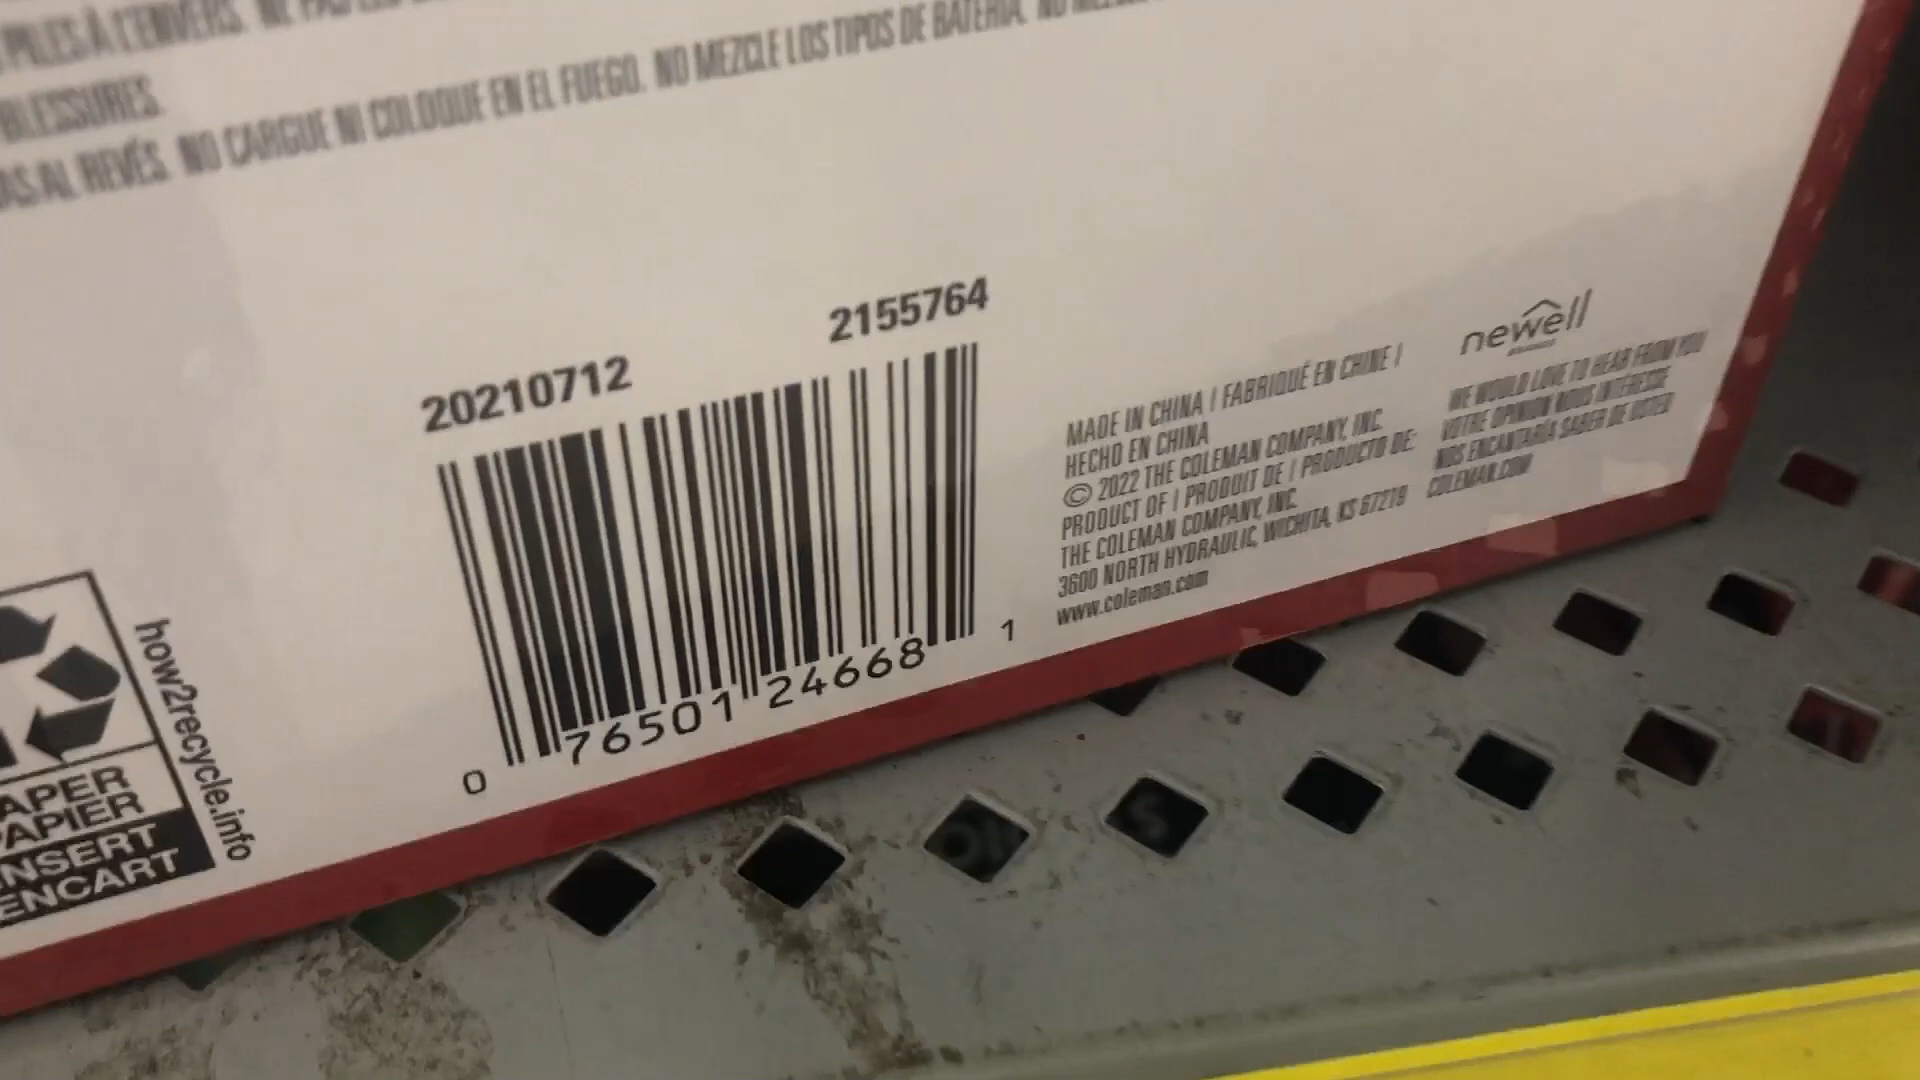 PILES À L'ENVERS. NE PAS
BLESSURES.
AS AL REVÉS. NO CARGUE NI COLOQUE EN EL FUEGO. NO MEZCLE LOS TIPOS DE BATERÍA. NO
20210712
2155764
0 76501 24668 1
MADE IN CHINA | FABRIQUÉ EN CHINE |
HECHO EN CHINA
© 2022 THE COLEMAN COMPANY, INC.
PRODUCT OF | PRODUIT DE | PRODUCTO DE:
THE COLEMAN COMPANY, INC.
3600 NORTH HYDRAULIC, WICHITA, KS 67219
www.coleman.com
newell
BRANDS
WE WOULD LOVE TO HEAR FROM YOU
VOTRE OPINION NOUS INTÉRESSE
NOS ENCANTARÍA SABER DE USTED
COLEMAN.COM
how2recycle.info
APER
PAPIER
INSERT
ENCART